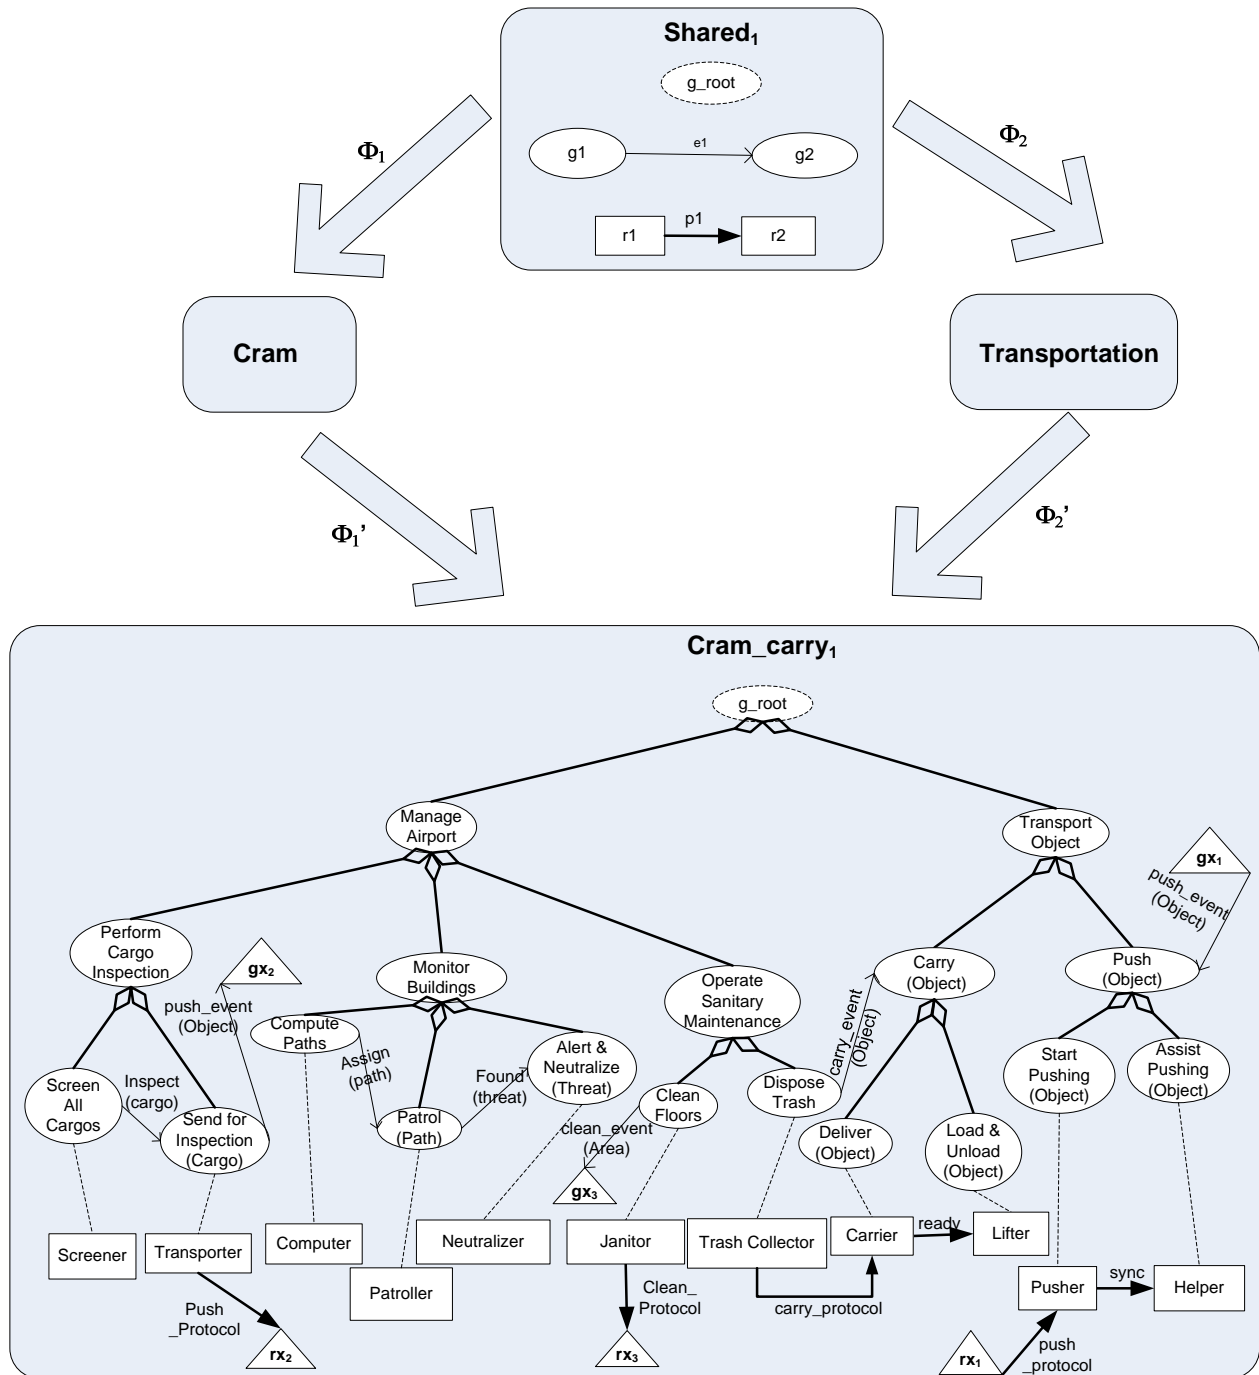 Shared₁
g_root
g1
e1
g2
p1
r1
r2
Φ₁
Φ₂
Cram
Transportation
Φ₁'
Φ₂'
Cram_carry₁
g_root
Manage
Airport
Transport
Object
gx₁
push_event
(Object)
Perform
Cargo
Inspection
gx₂
push_event
(Object)
Monitor
Buildings
Operate
Sanitary
Maintenance
carry_event
(Object)
Carry
(Object)
Push
(Object)
Compute
Paths
Assign
(path)
Found
(threat)
Alert &
Neutralize
(Threat)
Start
Pushing
(Object)
Assist
Pushing
(Object)
Screen
All
Cargos
Inspect
(cargo)
Send for
Inspection
(Cargo)
Patrol
(Path)
Clean
Floors
Dispose
Trash
clean_event
(Area)
gx₃
Deliver
(Object)
Load &
Unload
(Object)
Screener
Transporter
Computer
Patroller
Neutralizer
Janitor
Trash Collector
Carrier
ready
Lifter
Pusher
sync
Helper
Push
_Protocol
rx₂
Clean_
Protocol
rx₃
carry_protocol
rx₁
push
_protocol